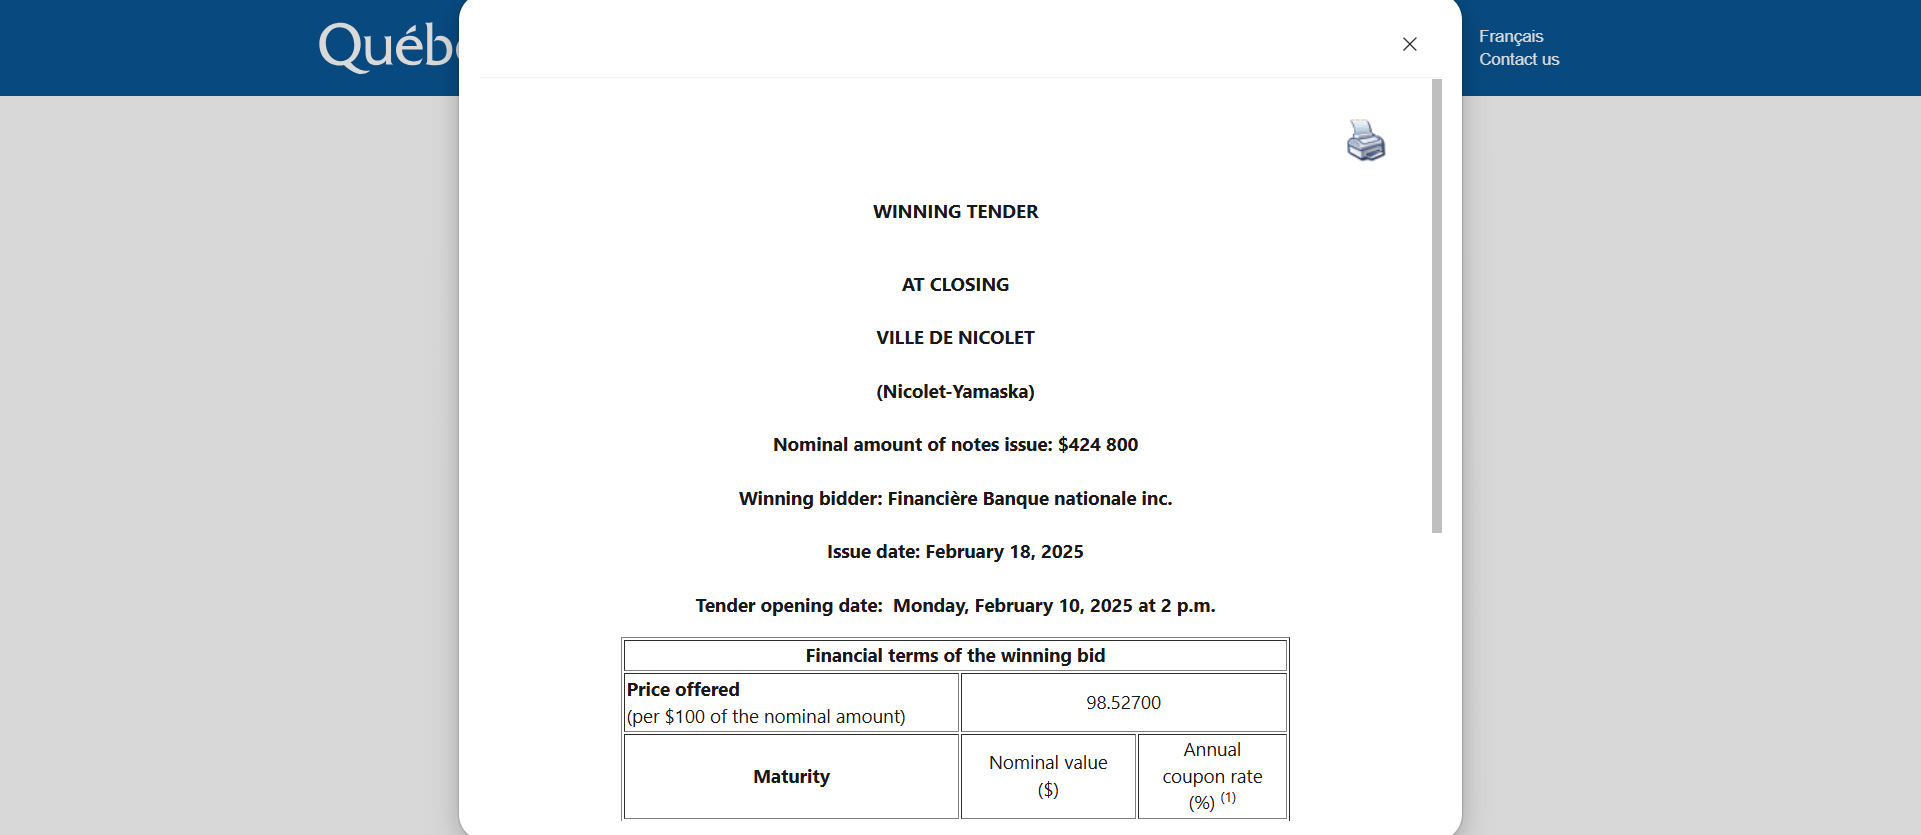 Français
Contact us
WINNING TENDER
AT CLOSING
VILLE DE NICOLET
(Nicolet-Yamaska)
Nominal amount of notes issue: $424 800
Winning bidder: Financière Banque nationale inc.
Issue date: February 18, 2025
Tender opening date:  Monday, February 10, 2025 at 2 p.m.
Financial terms of the winning bid
Price offered
(per $100 of the nominal amount)
98.52700
Maturity
Nominal value
($)
Annual
coupon rate
(%) (1)